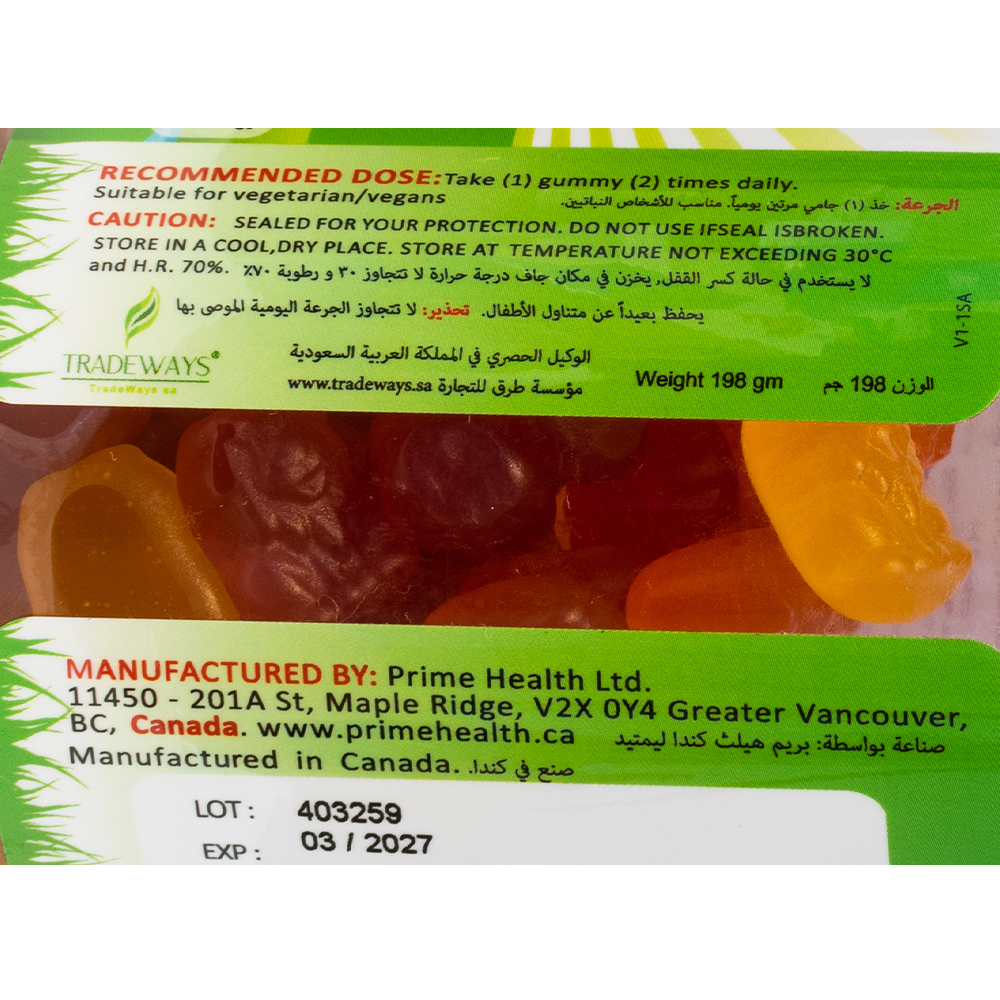 RECOMMENDED DOSE: Take (1) gummy (2) times daily.
Suitable for vegetarian/vegans
الجرعة: خذ (١) جامي مرتين يومياً. مناسب للأشخاص النباتيين.
CAUTION: SEALED FOR YOUR PROTECTION. DO NOT USE IFSEAL ISBROKEN.
STORE IN A COOL,DRY PLACE. STORE AT TEMPERATURE NOT EXCEEDING 30°C
and H.R. 70%. لا يستخدم في حالة كسر القفل, يخزن في مكان جاف درجة حرارة لا تتجاوز ٣٠ و رطوبة ٧٠٪
يحفظ بعيداً عن متناول الأطفال. تحذير: لا تتجاوز الجرعة اليومية الموصى بها
V1-1SA
TRADEWAYS®
TradeWays sa
الوكيل الحصري في المملكة العربية السعودية
مؤسسة طرق للتجارة www.tradeways.sa
Weight 198 gm
الوزن 198 جم
MANUFACTURED BY: Prime Health Ltd.
11450 - 201A St, Maple Ridge, V2X 0Y4 Greater Vancouver,
BC, Canada. www.primehealth.ca صناعة بواسطة: بريم هيلث كندا ليمتيد
Manufactured in Canada. صنع في كندا.
LOT : 403259
EXP : 03 / 2027